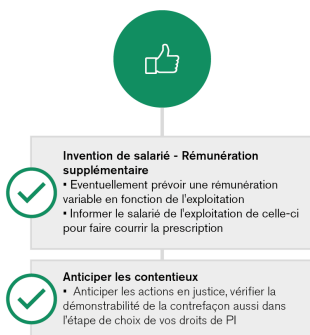 Invention de salarié - Rémunération
supplémentaire
• Eventuellement prévoir une rémunération
variable en fonction de l'exploitation
• Informer le salarié de l'exploitation de celle-ci
pour faire courrir la prescription
Anticiper les contentieux
• Anticiper les actions en justice, vérifier la
démontrabilité de la contrefaçon aussi dans
l'étape de choix de vos droits de PI